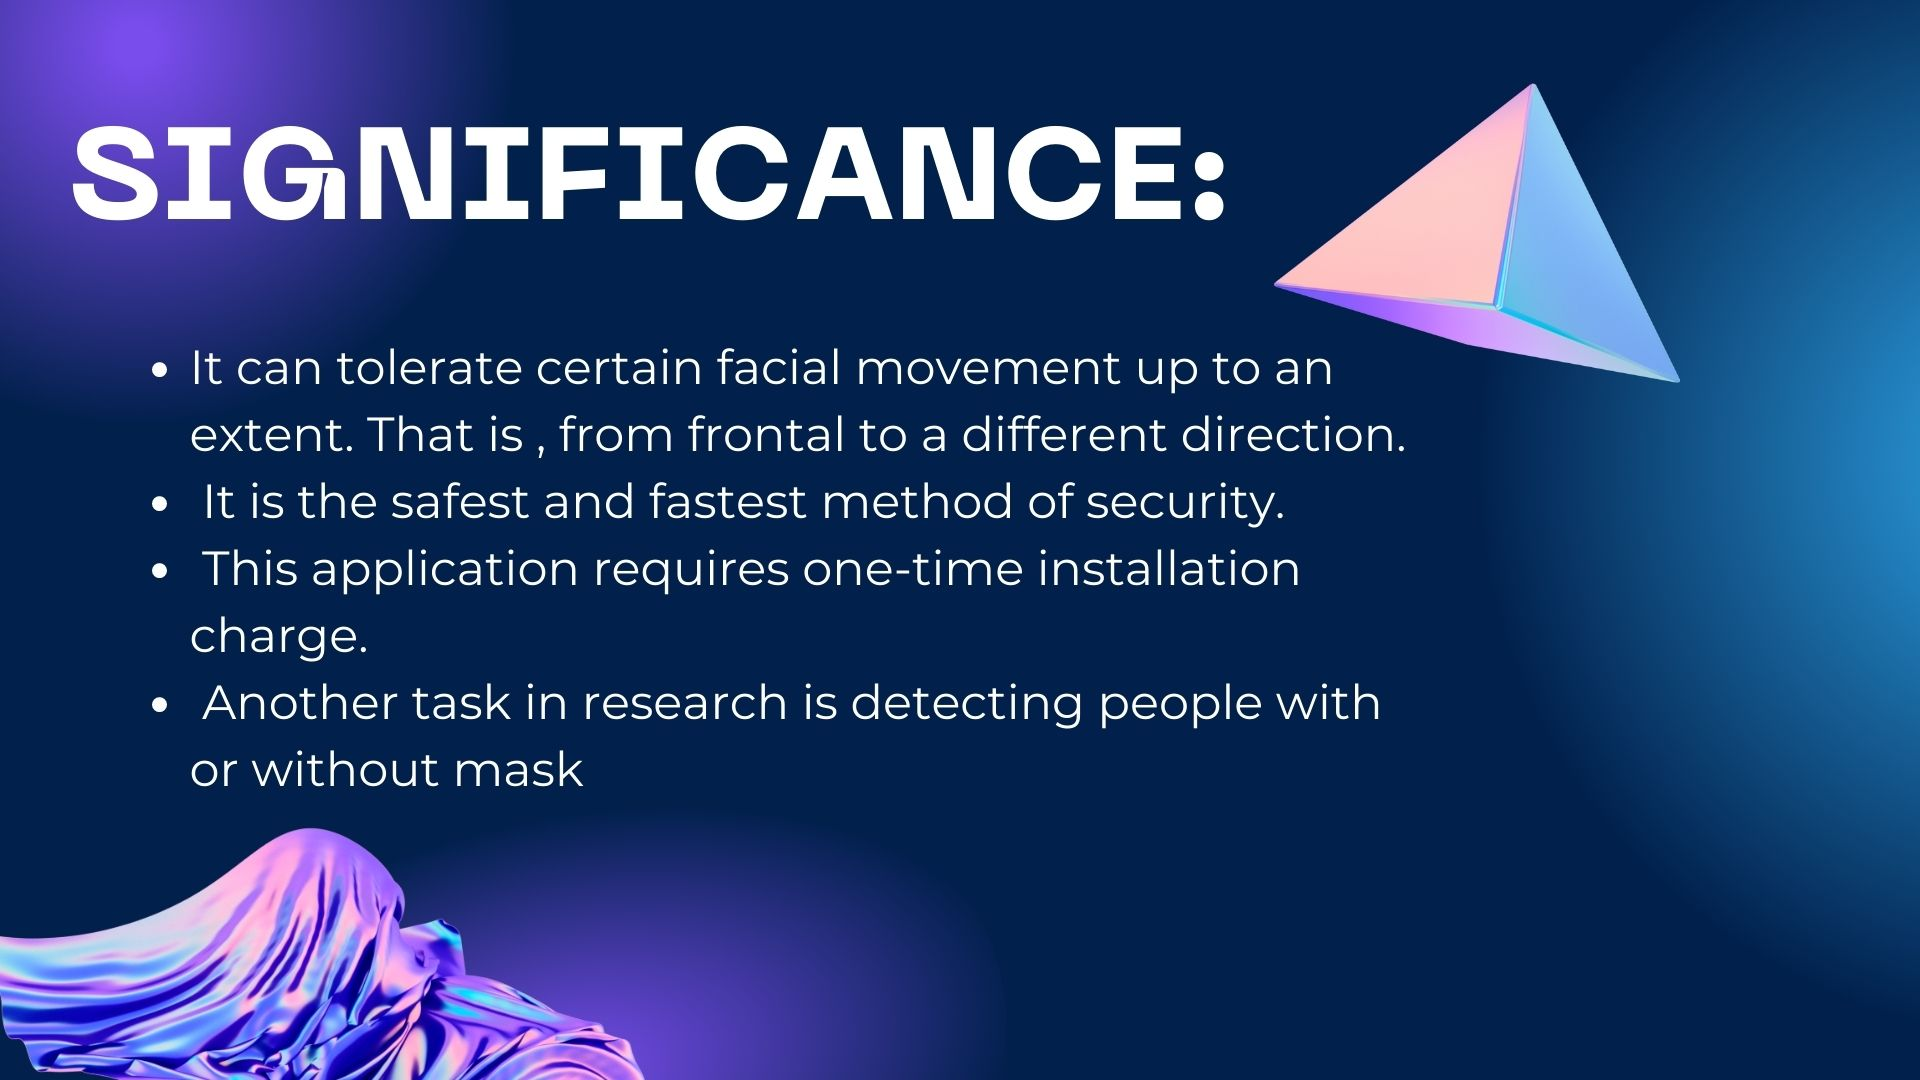 SIGNIFICANCE:
• It can tolerate certain facial movement up to an
extent. That is , from frontal to a different direction.
• It is the safest and fastest method of security.
• This application requires one-time installation
charge.
• Another task in research is detecting people with
or without mask